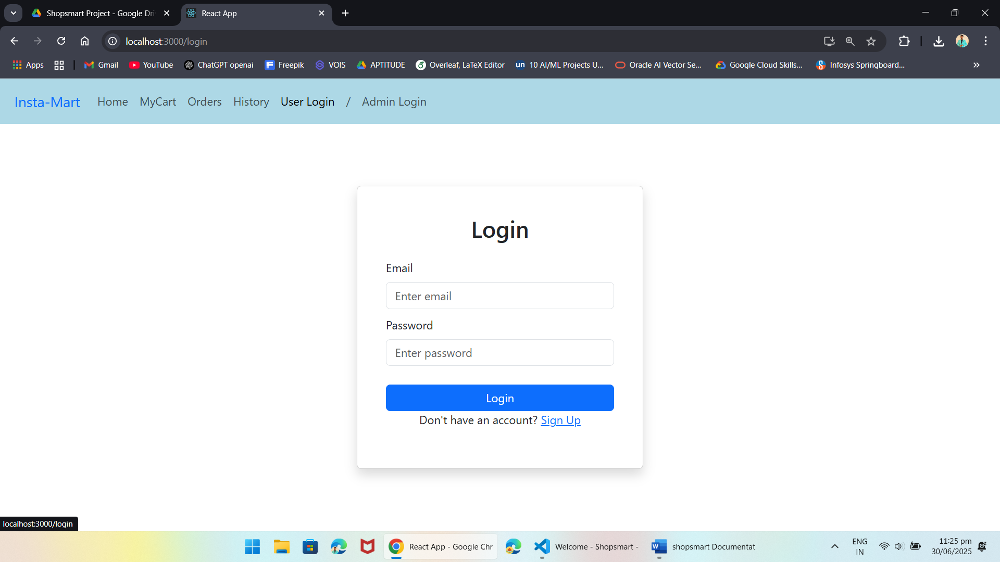 Shopsmart Project - Google Dri
React App
localhost:3000/login
Apps
Gmail
YouTube
ChatGPT openai
Freepik
VOIS
APTITUDE
Overleaf, LaTeX Editor
un 10 AI/ML Projects U...
Oracle AI Vector Se...
Google Cloud Skills...
Infosys Springboard...
Insta-Mart
Home
MyCart
Orders
History
User Login
/
Admin Login
Login
Email
Enter email
Password
Enter password
Login
Don't have an account? Sign Up
localhost:3000/login
React App - Google Chr
Welcome - Shopsmart -
W
shopsmart Documentat
ENG
IN
11:25 pm
30/06/2025